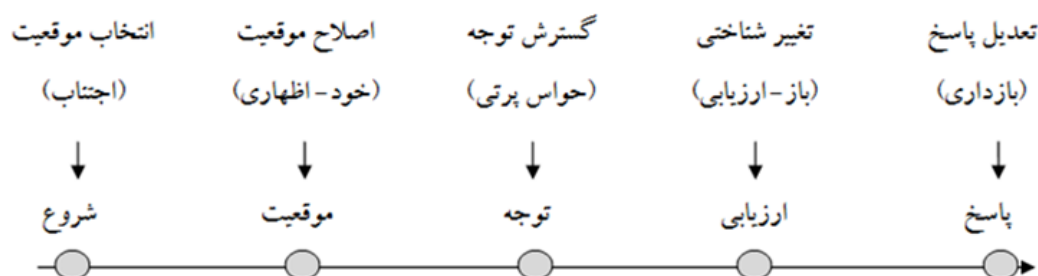 انتخاب موقعیت اصلاح موقعیت گسترش توجه تغییر شناختی تعدیل پاسخ
(اجتناب) (خود-اظهاری) (حواس پرتی) (باز-ارزیابی) (بازداری)
شروع موقعیت توجه ارزیابی پاسخ